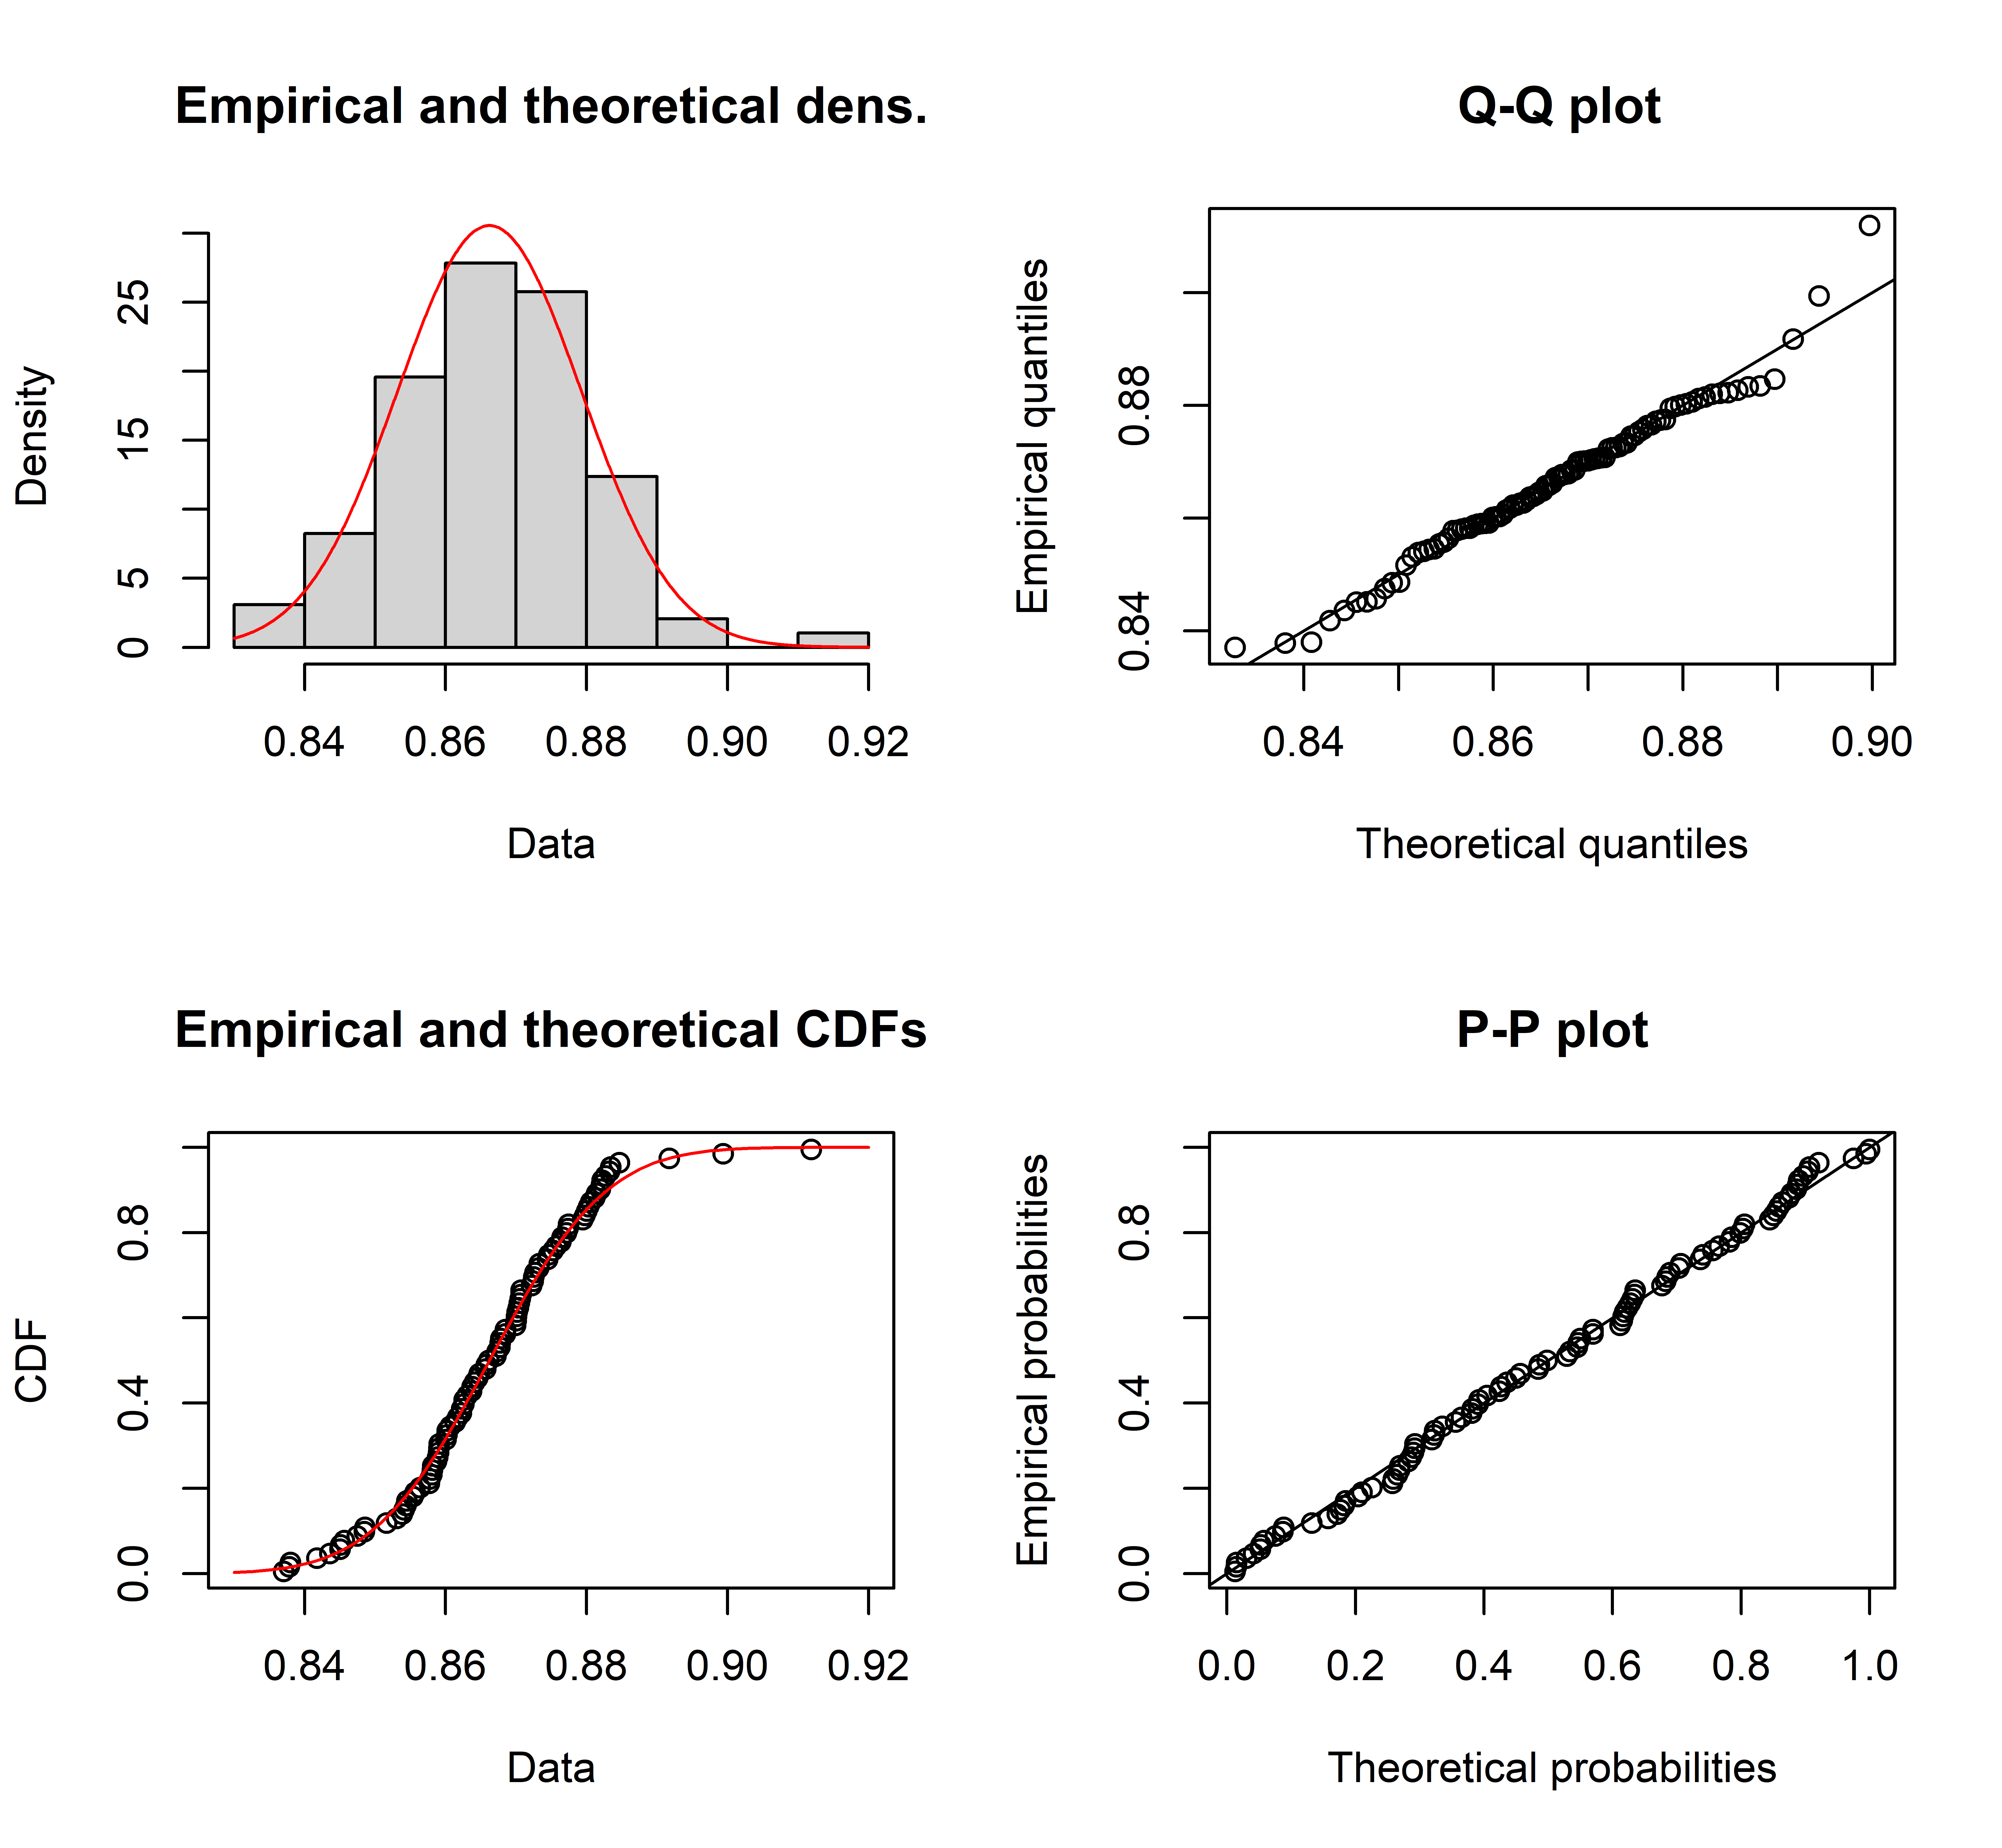 Empirical and theoretical dens.
Density
0 5 15 25
0.84 0.86 0.88 0.90 0.92
Data
Q-Q plot
Empirical quantiles
0.84 0.88
0.84 0.86 0.88 0.90
Theoretical quantiles
Empirical and theoretical CDFs
CDF
0.0 0.4 0.8
0.84 0.86 0.88 0.90 0.92
Data
P-P plot
Empirical probabilities
0.0 0.4 0.8
0.0 0.2 0.4 0.6 0.8 1.0
Theoretical probabilities